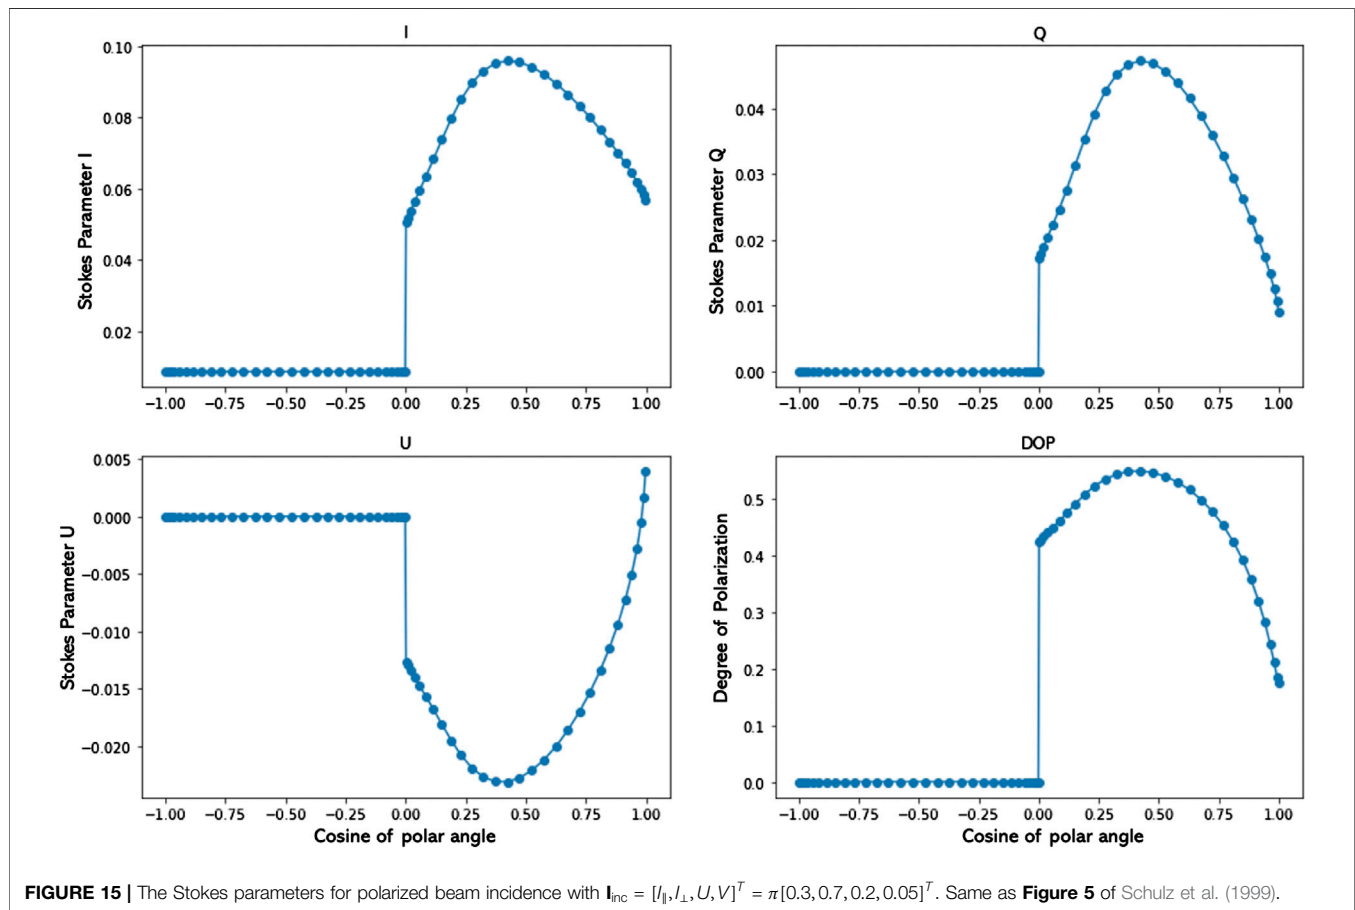 I
0.10
0.08
0.06
0.04
0.02
Stokes Parameter I
−1.00 −0.75 −0.50 −0.25 0.00 0.25 0.50 0.75 1.00
Q
0.04
0.03
0.02
0.01
0.00
Stokes Parameter Q
−1.00 −0.75 −0.50 −0.25 0.00 0.25 0.50 0.75 1.00
U
0.005
0.000
−0.005
−0.010
−0.015
−0.020
Stokes Parameter U
−1.00 −0.75 −0.50 −0.25 0.00 0.25 0.50 0.75 1.00
Cosine of polar angle
DOP
0.5
0.4
0.3
0.2
0.1
0.0
Degree of Polarization
−1.00 −0.75 −0.50 −0.25 0.00 0.25 0.50 0.75 1.00
Cosine of polar angle
FIGURE 15 | The Stokes parameters for polarized beam incidence with I_inc = [I_∥, I_⊥, U, V]^T = π[0.3, 0.7, 0.2, 0.05]^T. Same as Figure 5 of Schulz et al. (1999).